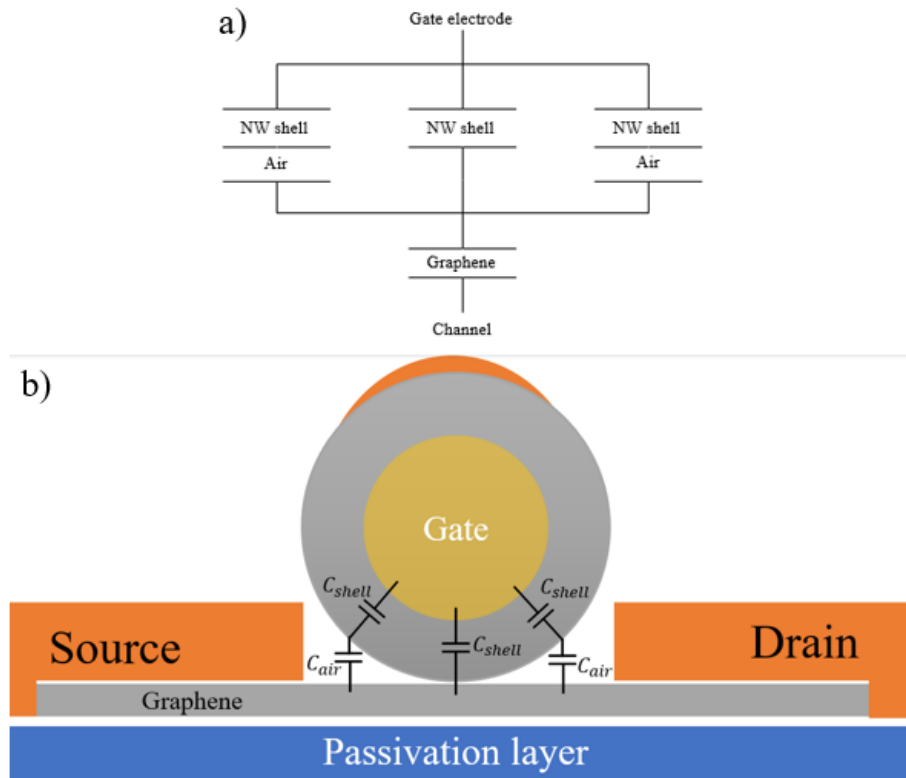 a)
Gate electrode
NW shell
NW shell
NW shell
Air
Air
Graphene
Channel
b)
Gate
C_shell
C_shell
C_shell
C_air
C_air
Source
Drain
Graphene
Passivation layer